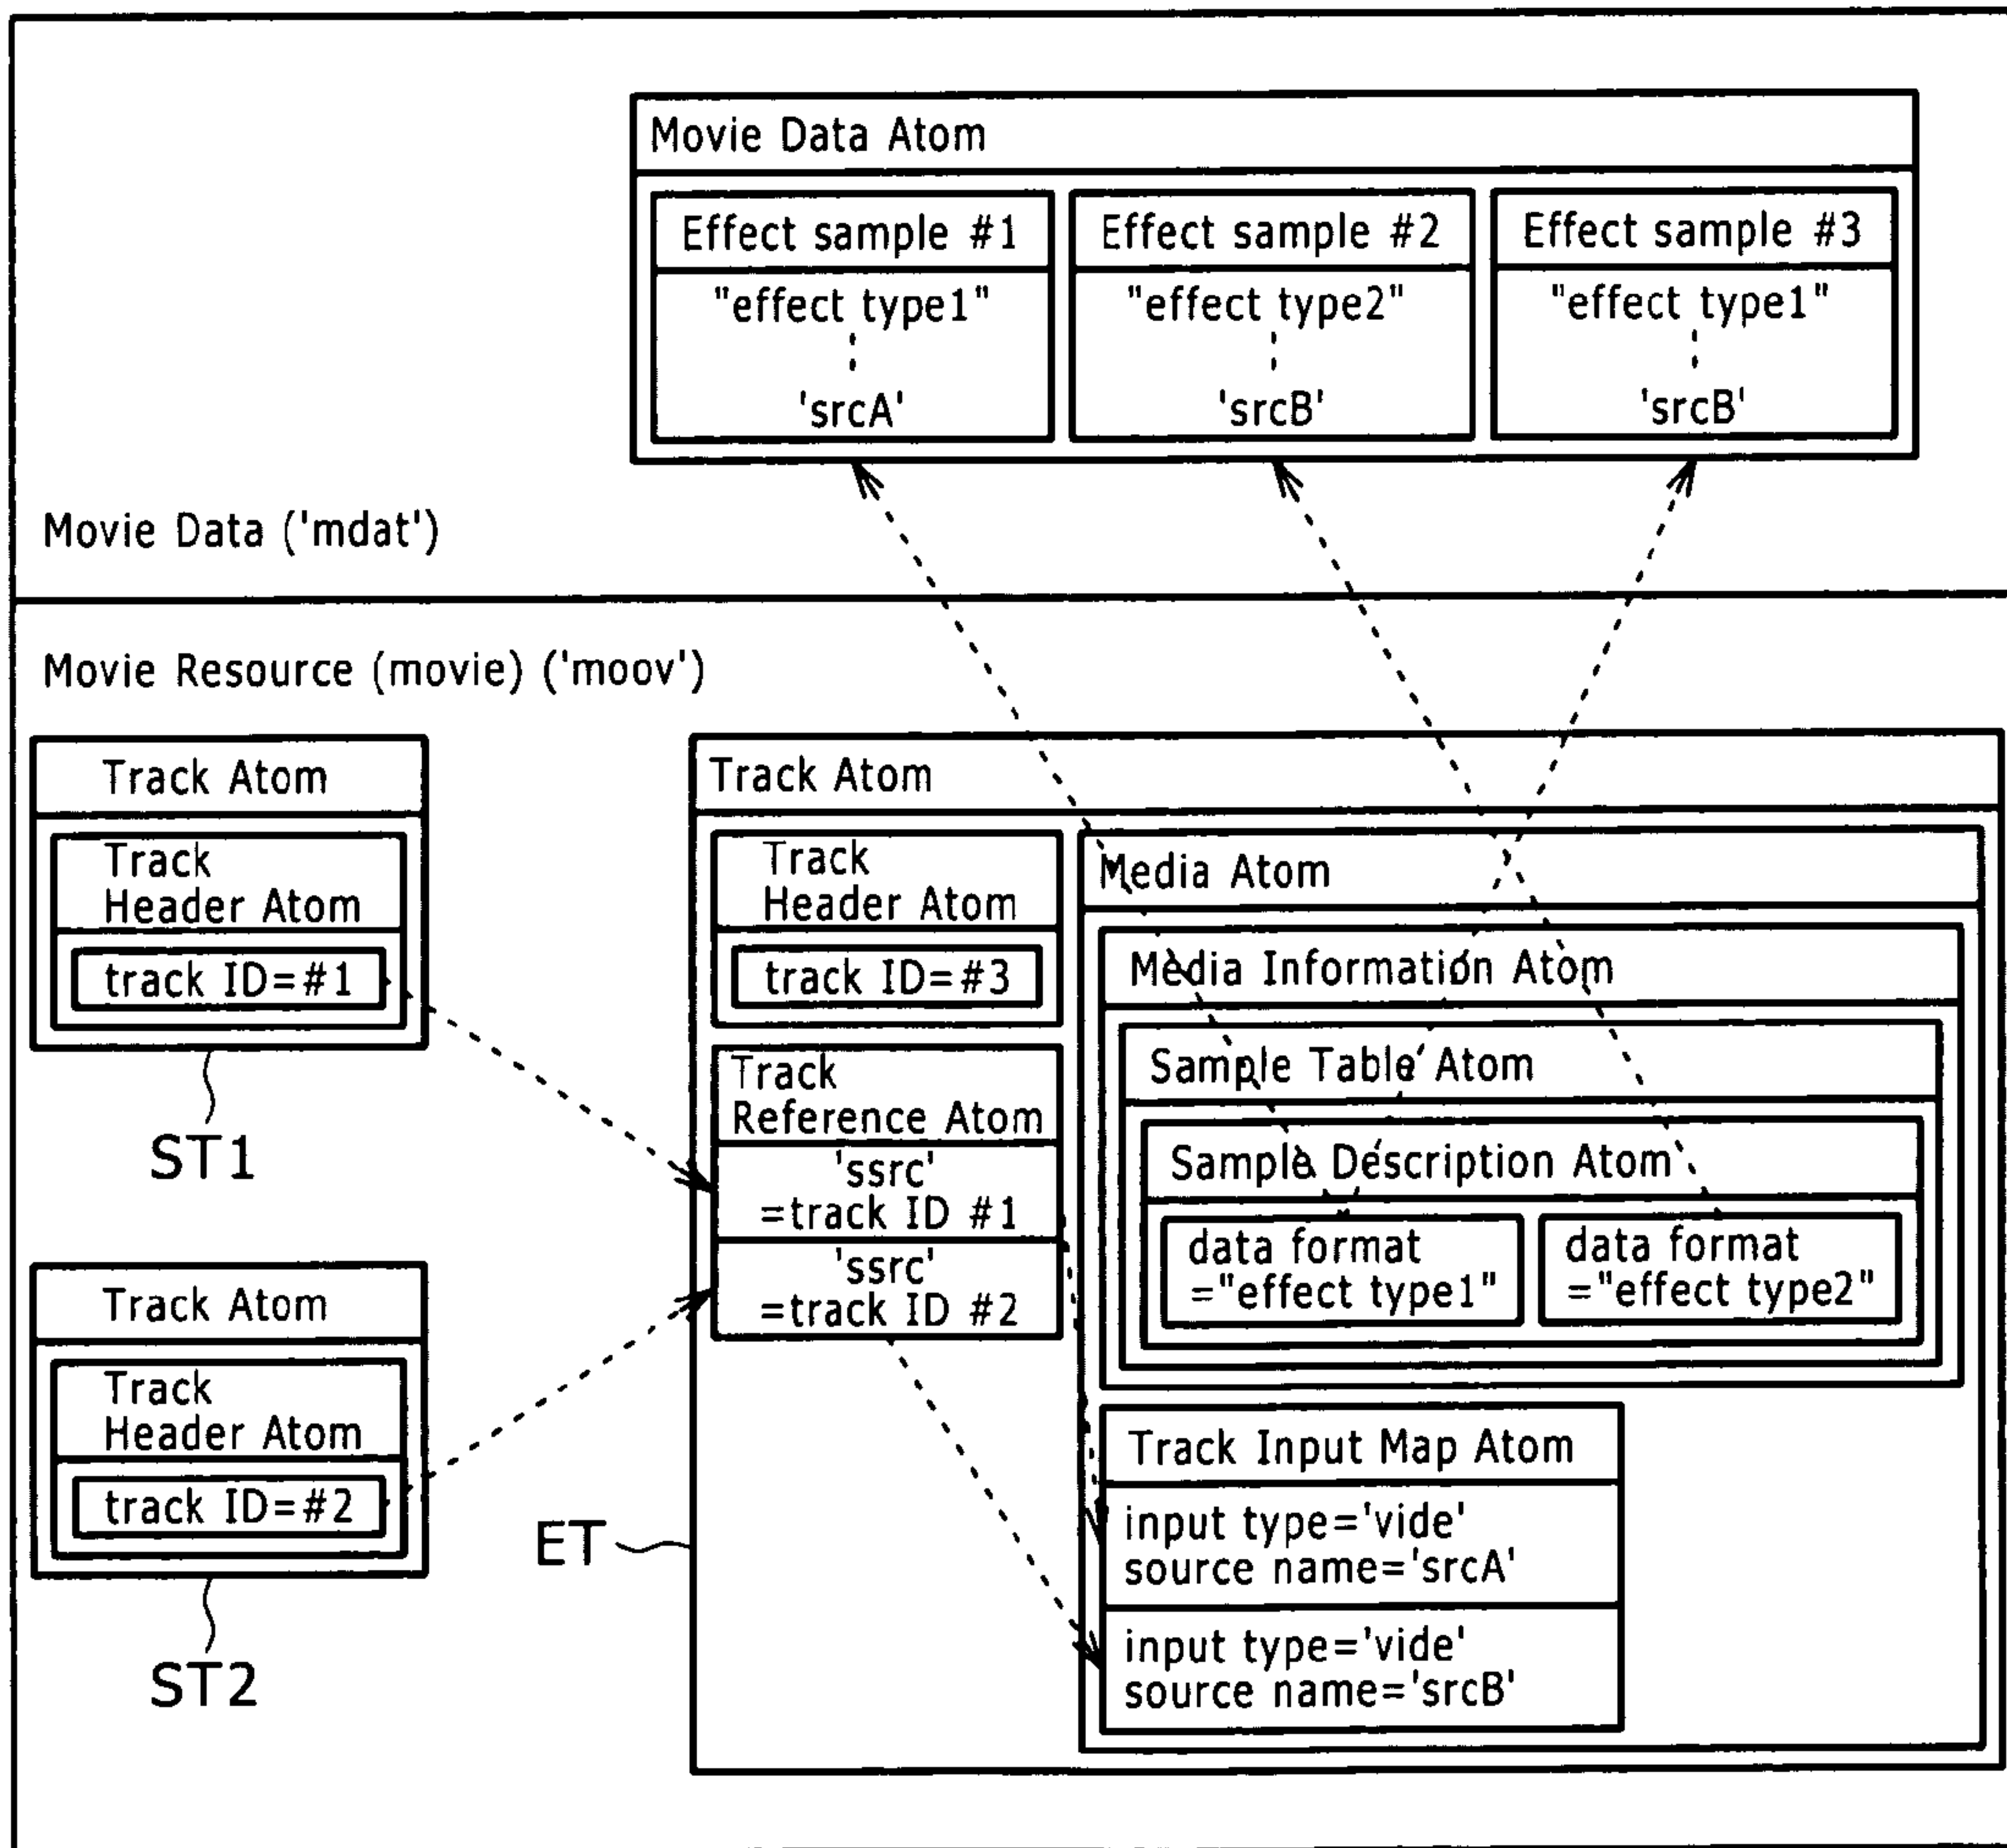 Movie Data Atom
Effect sample #1
"effect type1"
'srcA'
Effect sample #2
"effect type2"
'srcB'
Effect sample #3
"effect type1"
'srcB'
Movie Data ('mdat')
Movie Resource (movie) ('moov')
Track Atom
Track
Header Atom
track ID=#1
ST1
Track Atom
Track
Header Atom
track ID=#2
ST2
ET
Track Atom
Track
Header Atom
track ID=#3
Track
Reference Atom
'ssrc'
=track ID #1
'ssrc'
=track ID #2
Media Atom
Media Information Atom
Sample Table Atom
Sample Description Atom
data format
="effect type1"
data format
="effect type2"
Track Input Map Atom
input type='vide'
source name='srcA'
input type='vide'
source name='srcB'